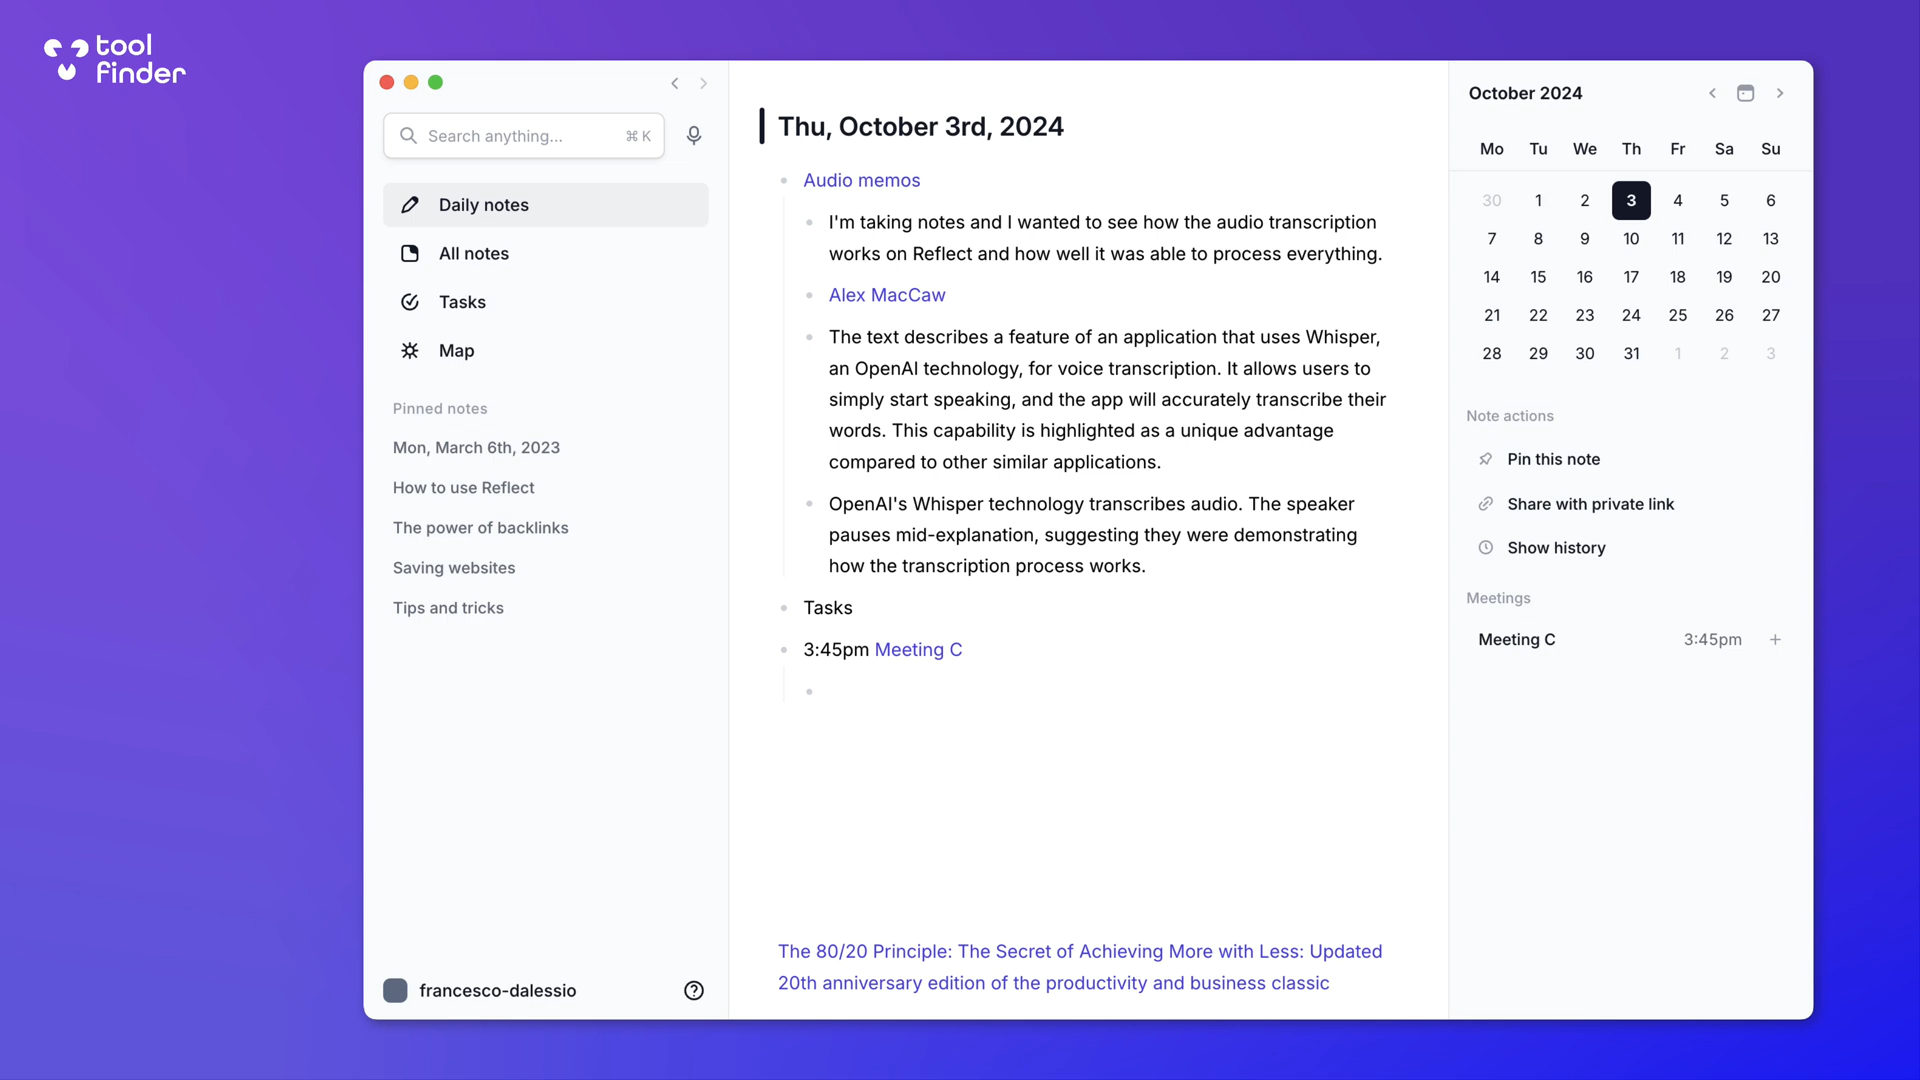 tool
finder
Search anything...
⌘ K
Daily notes
All notes
Tasks
Map
Pinned notes
Mon, March 6th, 2023
How to use Reflect
The power of backlinks
Saving websites
Tips and tricks
francesco-dalessio
Thu, October 3rd, 2024
Audio memos
I'm taking notes and I wanted to see how the audio transcription
works on Reflect and how well it was able to process everything.
Alex MacCaw
The text describes a feature of an application that uses Whisper,
an OpenAI technology, for voice transcription. It allows users to
simply start speaking, and the app will accurately transcribe their
words. This capability is highlighted as a unique advantage
compared to other similar applications.
OpenAI's Whisper technology transcribes audio. The speaker
pauses mid-explanation, suggesting they were demonstrating
how the transcription process works.
Tasks
3:45pm Meeting C
The 80/20 Principle: The Secret of Achieving More with Less: Updated
20th anniversary edition of the productivity and business classic
October 2024
Mo Tu We Th Fr Sa Su
30 1 2 3 4 5 6
7 8 9 10 11 12 13
14 15 16 17 18 19 20
21 22 23 24 25 26 27
28 29 30 31 1 2 3
Note actions
Pin this note
Share with private link
Show history
Meetings
Meeting C 3:45pm +